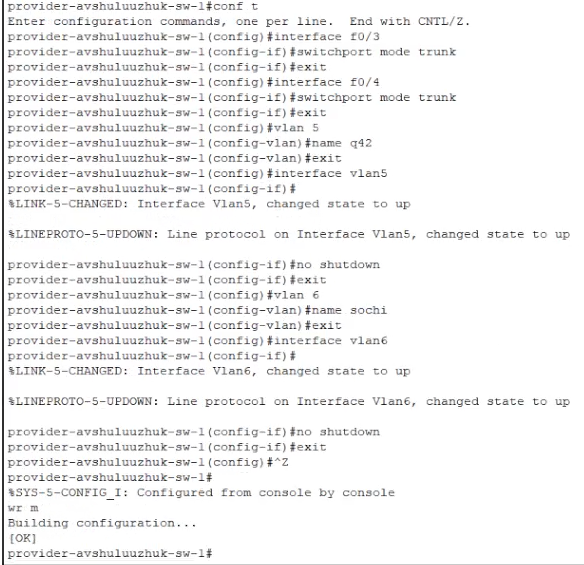 provider-avshuluuzhuk-sw-1#conf t
Enter configuration commands, one per line.  End with CNTL/Z.
provider-avshuluuzhuk-sw-1(config)#interface f0/3
provider-avshuluuzhuk-sw-1(config-if)#switchport mode trunk
provider-avshuluuzhuk-sw-1(config-if)#exit
provider-avshuluuzhuk-sw-1(config)#interface f0/4
provider-avshuluuzhuk-sw-1(config-if)#switchport mode trunk
provider-avshuluuzhuk-sw-1(config-if)#exit
provider-avshuluuzhuk-sw-1(config)#vlan 5
provider-avshuluuzhuk-sw-1(config-vlan)#name q42
provider-avshuluuzhuk-sw-1(config-vlan)#exit
provider-avshuluuzhuk-sw-1(config)#interface vlan5
provider-avshuluuzhuk-sw-1(config-if)#
%LINK-5-CHANGED: Interface Vlan5, changed state to up
%LINEPROTO-5-UPDOWN: Line protocol on Interface Vlan5, changed state to up
provider-avshuluuzhuk-sw-1(config-if)#no shutdown
provider-avshuluuzhuk-sw-1(config-if)#exit
provider-avshuluuzhuk-sw-1(config)#vlan 6
provider-avshuluuzhuk-sw-1(config-vlan)#name sochi
provider-avshuluuzhuk-sw-1(config-vlan)#exit
provider-avshuluuzhuk-sw-1(config)#interface vlan6
provider-avshuluuzhuk-sw-1(config-if)#
%LINK-5-CHANGED: Interface Vlan6, changed state to up
%LINEPROTO-5-UPDOWN: Line protocol on Interface Vlan6, changed state to up
provider-avshuluuzhuk-sw-1(config-if)#no shutdown
provider-avshuluuzhuk-sw-1(config-if)#exit
provider-avshuluuzhuk-sw-1(config)#^Z
provider-avshuluuzhuk-sw-1#
%SYS-5-CONFIG_I: Configured from console by console
wr m
Building configuration...
[OK]
provider-avshuluuzhuk-sw-1#